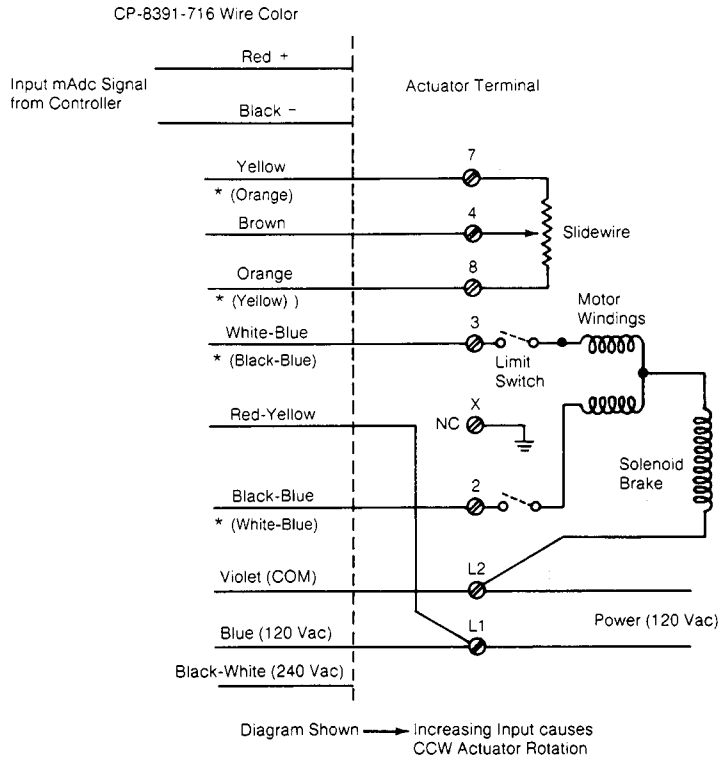 CP-8391-716 Wire Color
Red +
Input mAdc Signal
from Controller
Actuator Terminal
Black -
7
Yellow
* (Orange)
4
Brown
Slidewire
8
Orange
* (Yellow) )
Motor
Windings
3
White-Blue
* (Black-Blue)
Limit
Switch
X
Red-Yellow
NC
Solenoid
Brake
2
Black-Blue
* (White-Blue)
L2
Violet (COM)
L1
Power (120 Vac)
Blue (120 Vac)
Black-White (240 Vac)
Diagram Shown → Increasing Input causes
CCW Actuator Rotation